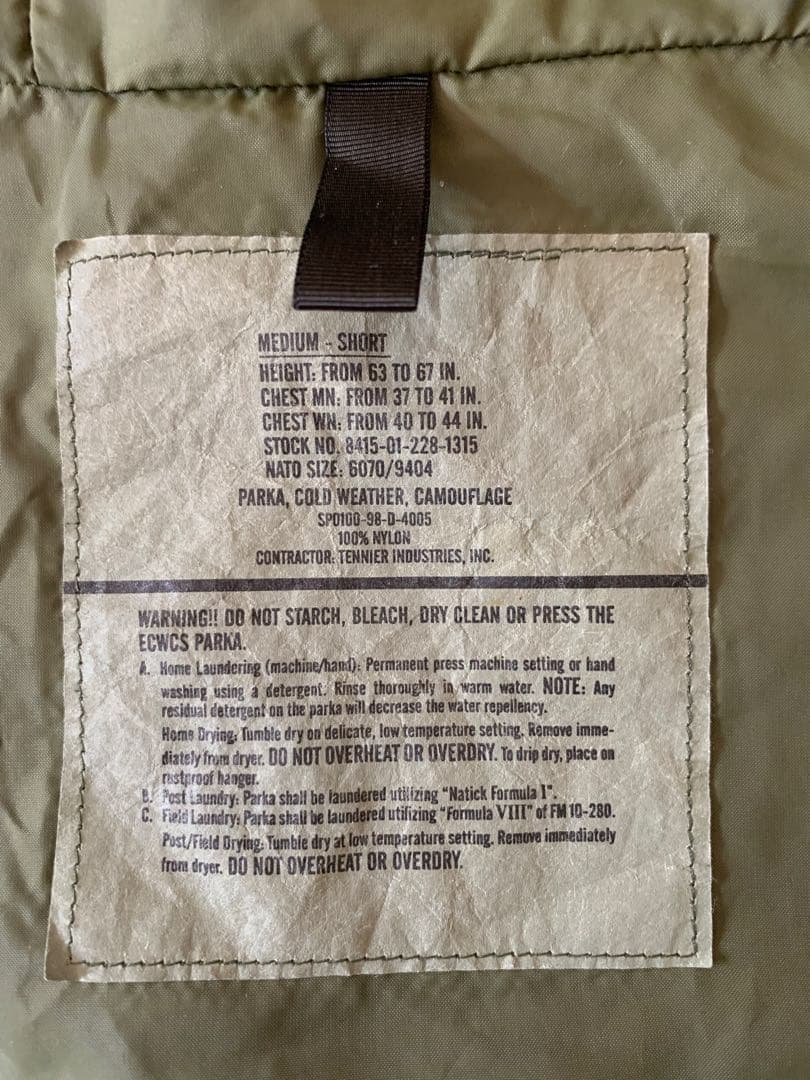 MEDIUM - SHORT
HEIGHT: FROM 63 TO 67 IN.
CHEST MN: FROM 37 TO 41 IN.
CHEST WN: FROM 40 TO 44 IN.
STOCK NO. 8415-01-228-1315
NATO SIZE: 6070/9404
PARKA, COLD WEATHER, CAMOUFLAGE
SPO100-98-D-4005
100% NYLON
CONTRACTOR: TENNIER INDUSTRIES, INC.
WARNING!! DO NOT STARCH, BLEACH, DRY CLEAN OR PRESS THE
ECWCS PARKA.
A. Home Laundering (machine/hand): Permanent press machine setting or hand
washing using a detergent. Rinse thoroughly in warm water. NOTE: Any
residual detergent on the parka will decrease the water repellency.
Home Drying: Tumble dry on delicate, low temperature setting. Remove imme-
diately from dryer. DO NOT OVERHEAT OR OVERDRY. To drip dry, place on
rustproof hanger.
B. Post Laundry: Parka shall be laundered utilizing "Natick Formula I".
C. Field Laundry: Parka shall be laundered utilizing "Formula VIII" of FM 10-280.
Post/Field Drying: Tumble dry at low temperature setting. Remove immediately
from dryer. DO NOT OVERHEAT OR OVERDRY.